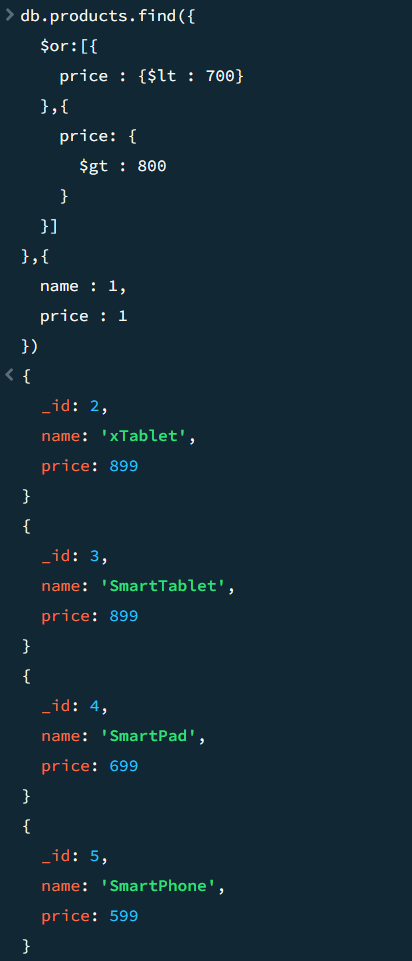 db.products.find({
$or:[{
price : {$lt : 700}
},{
price: {
$gt : 800
}
}]
},{
name : 1,
price : 1
})
{
_id: 2,
name: 'xTablet',
price: 899
}
{
_id: 3,
name: 'SmartTablet',
price: 899
}
{
_id: 4,
name: 'SmartPad',
price: 699
}
{
_id: 5,
name: 'SmartPhone',
price: 599
}